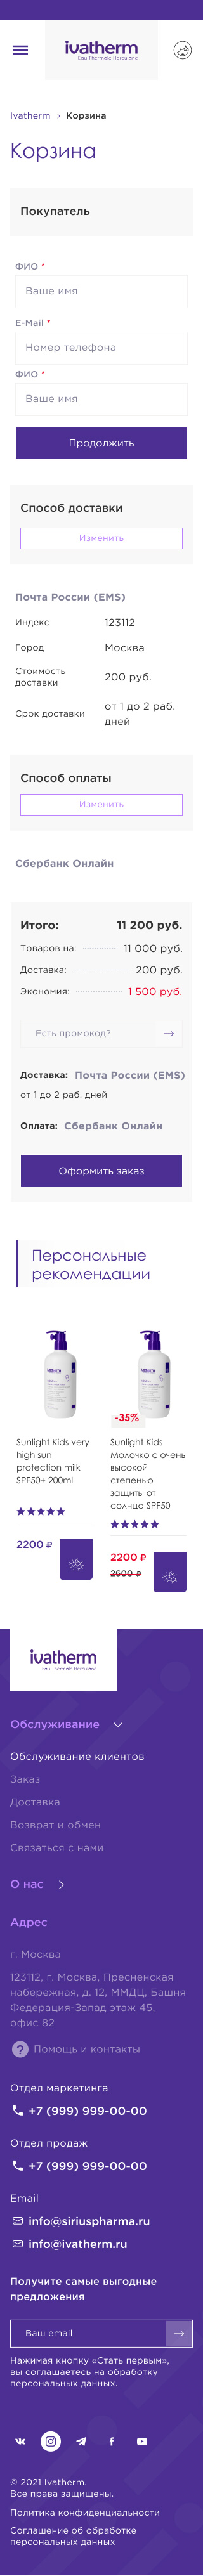 ivatherm
Eau Thermale Herculane
Ivatherm > Корзина
Корзина
Покупатель
ФИО *
Ваше имя
E-Mail *
Номер телефона
ФИО *
Ваше имя
Продолжить
Способ доставки
Изменить
Почта России (EMS)
Индекс 123112
Город Москва
Стоимость
доставки 200 руб.
Срок доставки от 1 до 2 раб.
дней
Способ оплаты
Изменить
Сбербанк Онлайн
Итого: 11 200 руб.
Товаров на: 11 000 руб.
Доставка: 200 руб.
Экономия: 1 500 руб.
Есть промокод?
Доставка: Почта России (EMS)
от 1 до 2 раб. дней
Оплата: Сбербанк Онлайн
Оформить заказ
Персональные
рекомендации
Sunlight Kids very
high sun
protection milk
SPF50+ 200ml
2200 ₽
-35%
Sunlight Kids
Молочко с очень
высокой
степенью
защиты от
солнца SPF50
2200 ₽
2600 ₽
ivatherm
Eau Thermale Herculane
Обслуживание
Обслуживание клиентов
Заказ
Доставка
Возврат и обмен
Связаться с нами
О нас
Адрес
г. Москва
123112, г. Москва, Пресненская
набережная, д. 12, ММДЦ, Башня
Федерация-Запад этаж 45,
офис 82
? Помощь и контакты
Отдел маркетинга
+7 (999) 999-00-00
Отдел продаж
+7 (999) 999-00-00
Email
info@siriuspharma.ru
info@ivatherm.ru
Получите самые выгодные
предложения
Ваш email
Нажимая кнопку «Стать первым»,
вы соглашаетесь на обработку
персональных данных.
© 2021 Ivatherm.
Все права защищены.
Политика конфиденциальности
Соглашение об обработке
персональных данных